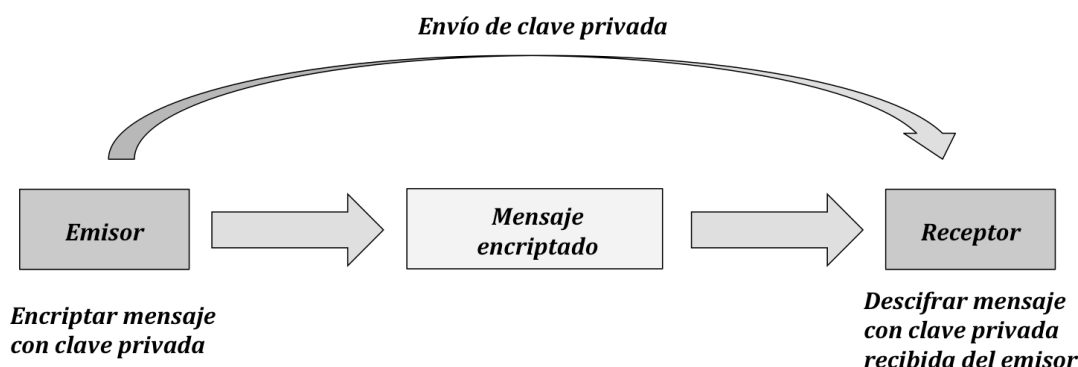 Envío de clave privada
Emisor
Mensaje
encriptado
Receptor
Encriptar mensaje
con clave privada
Descifrar mensaje
con clave privada
recibida del emisor